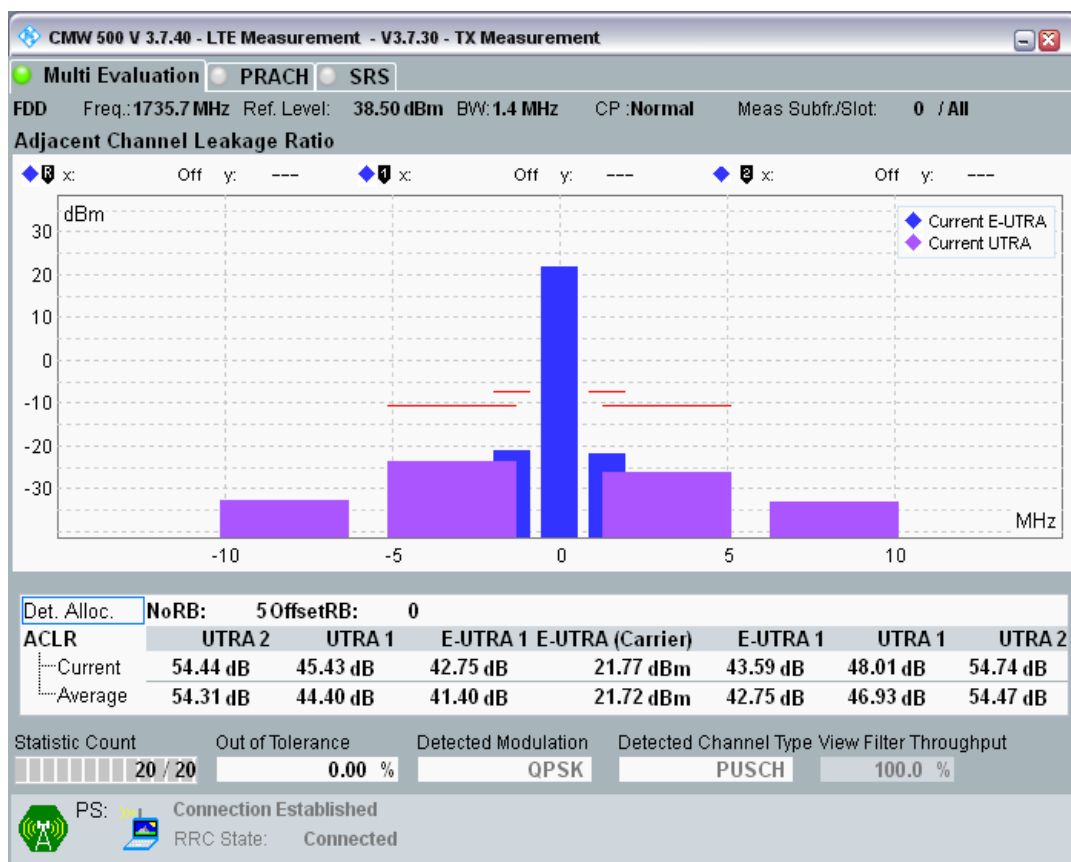 CMW 500 V 3.7.40 - LTE Measurement - V3.7.30 - TX Measurement
Multi Evaluation PRACH SRS
FDD Freq.: 1735.7 MHz Ref. Level: 38.50 dBm BW: 1.4 MHz CP :Normal Meas Subfr./Slot: 0 / All
Adjacent Channel Leakage Ratio
R x: Off y: --- 1 x: Off y: --- 2 x: Off y: ---
dBm
Current E-UTRA
Current UTRA
30
20
10
0
-10
-20
-30
MHz
-10 -5 0 5 10
Det. Alloc. NoRB: 5 OffsetRB: 0
ACLR UTRA 2 UTRA 1 E-UTRA 1 E-UTRA (Carrier) E-UTRA 1 UTRA 1 UTRA 2
Current 54.44 dB 45.43 dB 42.75 dB 21.77 dBm 43.59 dB 48.01 dB 54.74 dB
Average 54.31 dB 44.40 dB 41.40 dB 21.72 dBm 42.75 dB 46.93 dB 54.47 dB
Statistic Count Out of Tolerance Detected Modulation Detected Channel Type View Filter Throughput
20 / 20 0.00 % QPSK PUSCH 100.0 %
PS: Connection Established
RRC State: Connected